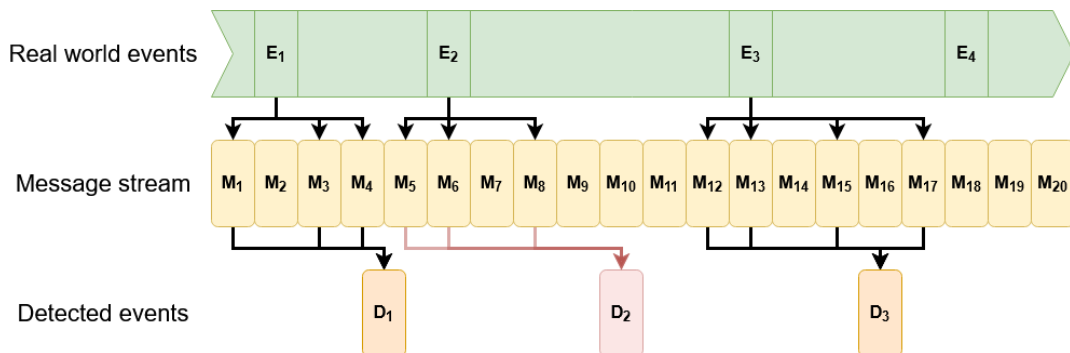 Real world events
E₁ E₂ E₃ E₄
Message stream
M₁ M₂ M₃ M₄ M₅ M₆ M₇ M₈ M₉ M₁₀ M₁₁ M₁₂ M₁₃ M₁₄ M₁₅ M₁₆ M₁₇ M₁₈ M₁₉ M₂₀
Detected events
D₁ D₂ D₃